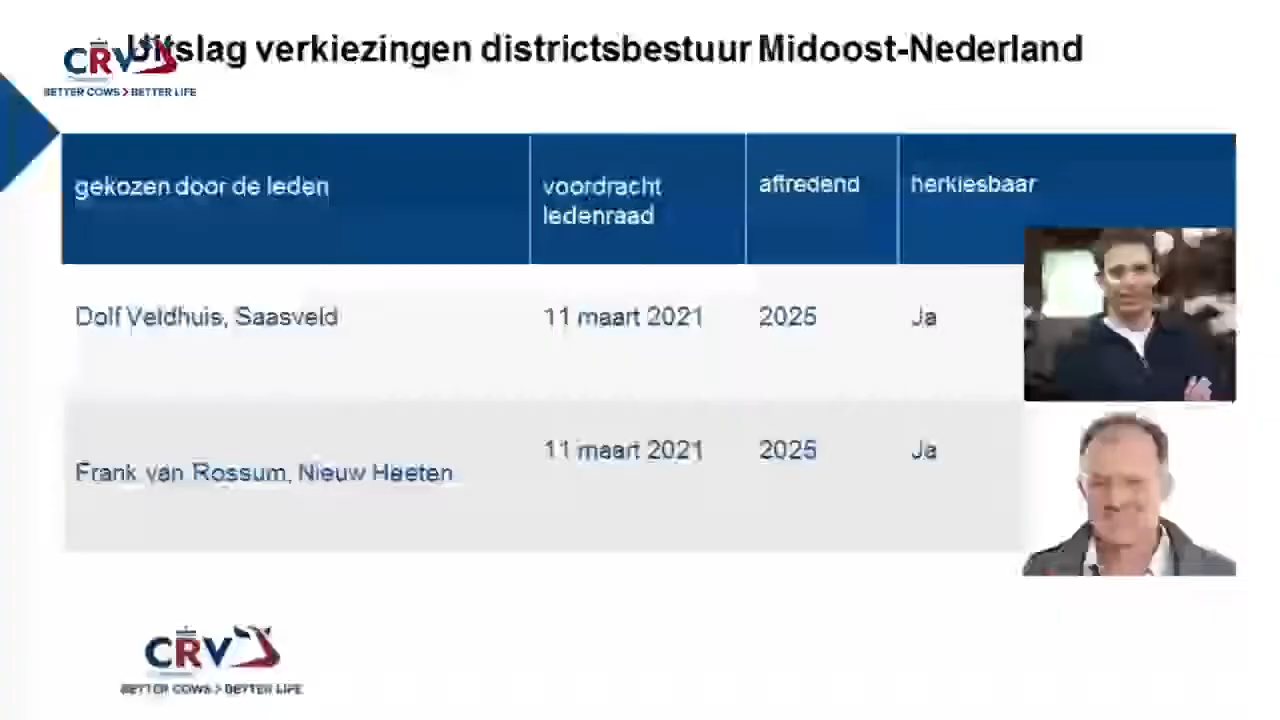 Uitslag verkiezingen districtsbestuur Midoost-Nederland
CRV
BETTER COWS > BETTER LIFE
gekozen door de leden
voordracht
ledenraad
aftredend
herkiesbaar
Dolf Veldhuis, Saasveld
11 maart 2021
2025
Ja
Frank van Rossum, Nieuw Heeten
11 maart 2021
2025
Ja
CRV
BETTER COWS > BETTER LIFE